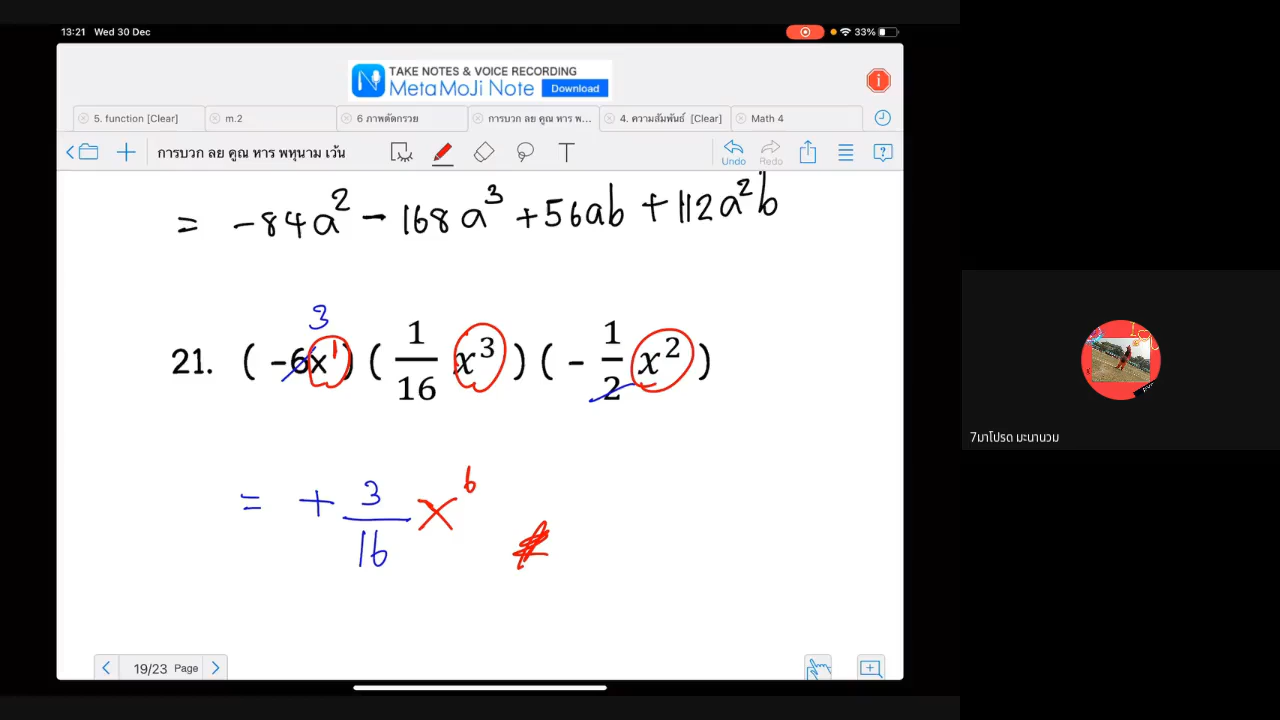 13:21 Wed 30 Dec 33%
TAKE NOTES & VOICE RECORDING
MetaMoJi Note Download
5. function [Clear] m.2 6 ภาพตัดกรวย การบวก ลย คูณ หาร พ... 4. ความสัมพันธ์ [Clear] Math 4
การบวก ลย คูณ หาร พหุนาม เว้น T Undo Redo
= -84a² - 168a³ + 56ab + 112a²b
3
21. ( -6x¹ ) ( 1/16 x³ ) ( - 1/2 x² )
7มาโปรด มะนานวม
= + 3/16 x⁶
19/23 Page